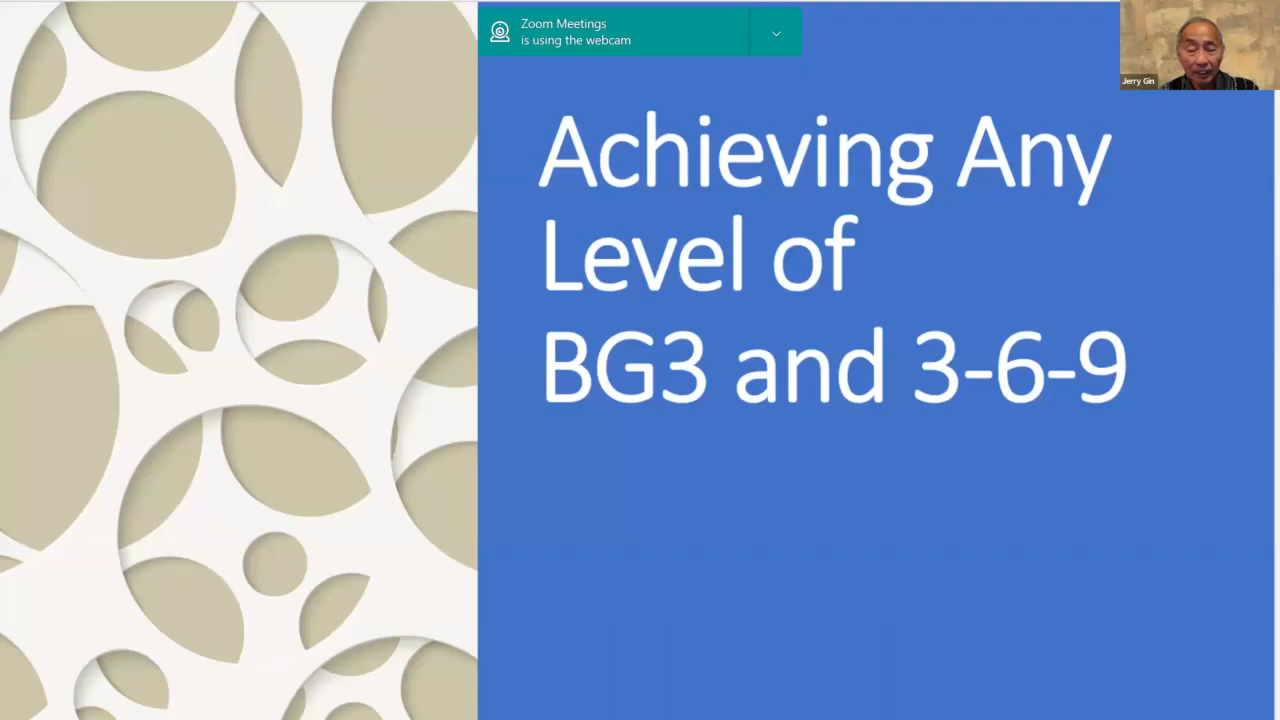 Zoom Meetings
is using the webcam
Jerry Gin
Achieving Any
Level of
BG3 and 3-6-9